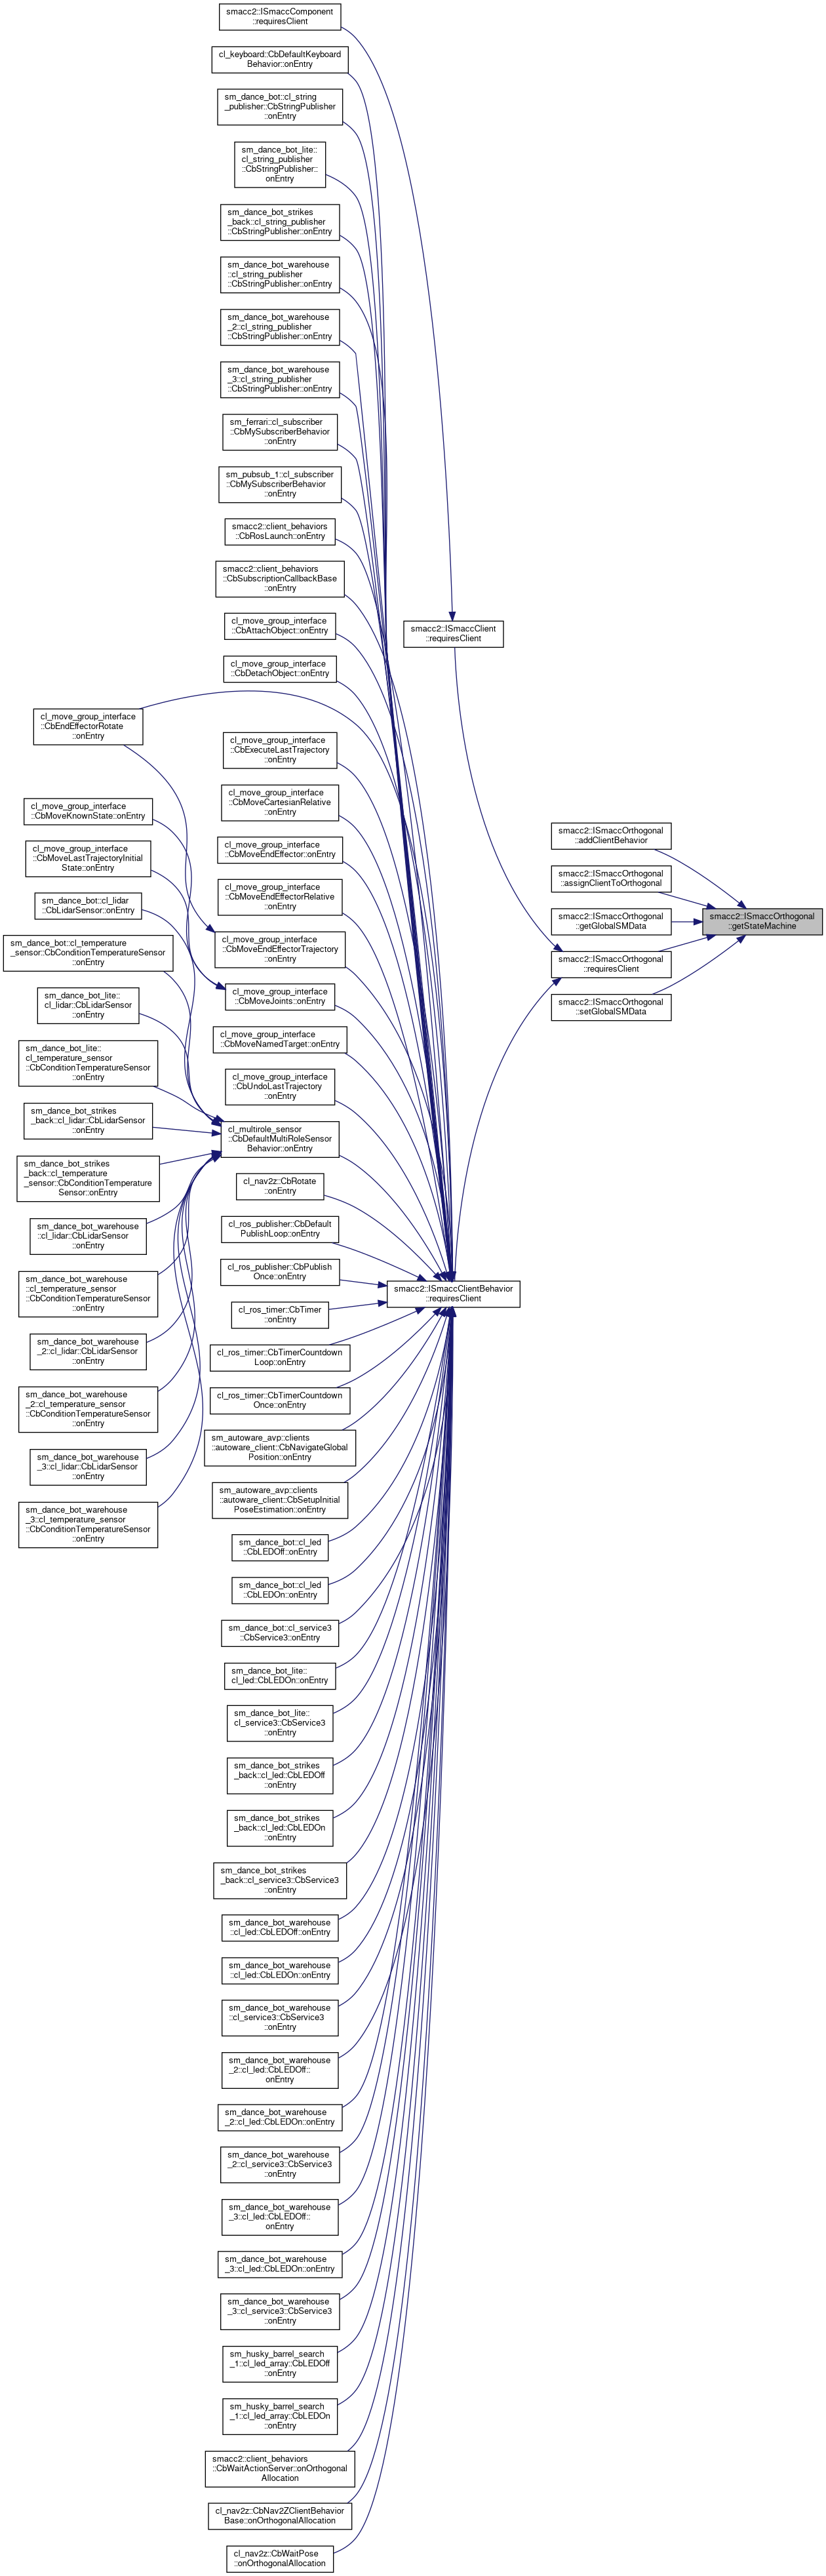 smacc2::ISmaccComponent
::requiresClient
cl_keyboard::CbDefaultKeyboard
Behavior::onEntry
sm_dance_bot::cl_string
_publisher::CbStringPublisher
::onEntry
sm_dance_bot_lite::
cl_string_publisher
::CbStringPublisher::
onEntry
sm_dance_bot_strikes
_back::cl_string_publisher
::CbStringPublisher::onEntry
sm_dance_bot_warehouse
::cl_string_publisher
::CbStringPublisher::onEntry
sm_dance_bot_warehouse
_2::cl_string_publisher
::CbStringPublisher::onEntry
sm_dance_bot_warehouse
_3::cl_string_publisher
::CbStringPublisher::onEntry
sm_ferrari::cl_subscriber
::CbMySubscriberBehavior
::onEntry
sm_pubsub_1::cl_subscriber
::CbMySubscriberBehavior
::onEntry
smacc2::client_behaviors
::CbRosLaunch::onEntry
smacc2::client_behaviors
::CbSubscriptionCallbackBase
::onEntry
cl_move_group_interface
::CbAttachObject::onEntry
smacc2::ISmaccClient
::requiresClient
cl_move_group_interface
::CbDetachObject::onEntry
cl_move_group_interface
::CbEndEffectorRotate
::onEntry
cl_move_group_interface
::CbExecuteLastTrajectory
::onEntry
cl_move_group_interface
::CbMoveCartesianRelative
::onEntry
cl_move_group_interface
::CbMoveKnownState::onEntry
cl_move_group_interface
::CbMoveEndEffector::onEntry
cl_move_group_interface
::CbMoveLastTrajectoryInitial
State::onEntry
smacc2::ISmaccOrthogonal
::addClientBehavior
smacc2::ISmaccOrthogonal
::assignClientToOrthogonal
cl_move_group_interface
::CbMoveEndEffectorRelative
::onEntry
sm_dance_bot::cl_lidar
::CbLidarSensor::onEntry
smacc2::ISmaccOrthogonal
::getGlobalSMData
smacc2::ISmaccOrthogonal
::getStateMachine
sm_dance_bot::cl_temperature
_sensor::CbConditionTemperatureSensor
::onEntry
cl_move_group_interface
::CbMoveEndEffectorTrajectory
::onEntry
smacc2::ISmaccOrthogonal
::requiresClient
cl_move_group_interface
::CbMoveJoints::onEntry
smacc2::ISmaccOrthogonal
::setGlobalSMData
sm_dance_bot_lite::
cl_lidar::CbLidarSensor
::onEntry
cl_move_group_interface
::CbMoveNamedTarget::onEntry
sm_dance_bot_lite::
cl_temperature_sensor
::CbConditionTemperatureSensor
::onEntry
cl_move_group_interface
::CbUndoLastTrajectory
::onEntry
sm_dance_bot_strikes
_back::cl_lidar::CbLidarSensor
::onEntry
cl_multirole_sensor
::CbDefaultMultiRoleSensor
Behavior::onEntry
sm_dance_bot_strikes
_back::cl_temperature
_sensor::CbConditionTemperature
Sensor::onEntry
cl_nav2z::CbRotate
::onEntry
sm_dance_bot_warehouse
::cl_lidar::CbLidarSensor
::onEntry
cl_ros_publisher::CbDefault
PublishLoop::onEntry
cl_ros_publisher::CbPublish
Once::onEntry
sm_dance_bot_warehouse
::cl_temperature_sensor
::CbConditionTemperatureSensor
::onEntry
smacc2::ISmaccClientBehavior
::requiresClient
cl_ros_timer::CbTimer
::onEntry
sm_dance_bot_warehouse
_2::cl_lidar::CbLidarSensor
::onEntry
cl_ros_timer::CbTimerCountdown
Loop::onEntry
sm_dance_bot_warehouse
_2::cl_temperature_sensor
::CbConditionTemperatureSensor
::onEntry
cl_ros_timer::CbTimerCountdown
Once::onEntry
sm_autoware_avp::clients
::autoware_client::CbNavigateGlobal
Position::onEntry
sm_dance_bot_warehouse
_3::cl_lidar::CbLidarSensor
::onEntry
sm_autoware_avp::clients
::autoware_client::CbSetupInitial
PoseEstimation::onEntry
sm_dance_bot_warehouse
_3::cl_temperature_sensor
::CbConditionTemperatureSensor
::onEntry
sm_dance_bot::cl_led
::CbLEDOff::onEntry
sm_dance_bot::cl_led
::CbLEDOn::onEntry
sm_dance_bot::cl_service3
::CbService3::onEntry
sm_dance_bot_lite::
cl_led::CbLEDOn::onEntry
sm_dance_bot_lite::
cl_service3::CbService3
::onEntry
sm_dance_bot_strikes
_back::cl_led::CbLEDOff
::onEntry
sm_dance_bot_strikes
_back::cl_led::CbLEDOn
::onEntry
sm_dance_bot_strikes
_back::cl_service3::CbService3
::onEntry
sm_dance_bot_warehouse
::cl_led::CbLEDOff::onEntry
sm_dance_bot_warehouse
::cl_led::CbLEDOn::onEntry
sm_dance_bot_warehouse
::cl_service3::CbService3
::onEntry
sm_dance_bot_warehouse
_2::cl_led::CbLEDOff::
onEntry
sm_dance_bot_warehouse
_2::cl_led::CbLEDOn::onEntry
sm_dance_bot_warehouse
_2::cl_service3::CbService3
::onEntry
sm_dance_bot_warehouse
_3::cl_led::CbLEDOff::
onEntry
sm_dance_bot_warehouse
_3::cl_led::CbLEDOn::onEntry
sm_dance_bot_warehouse
_3::cl_service3::CbService3
::onEntry
sm_husky_barrel_search
_1::cl_led_array::CbLEDOff
::onEntry
sm_husky_barrel_search
_1::cl_led_array::CbLEDOn
::onEntry
smacc2::client_behaviors
::CbWaitActionServer::onOrthogonal
Allocation
cl_nav2z::CbNav2ZClientBehavior
Base::onOrthogonalAllocation
cl_nav2z::CbWaitPose
::onOrthogonalAllocation